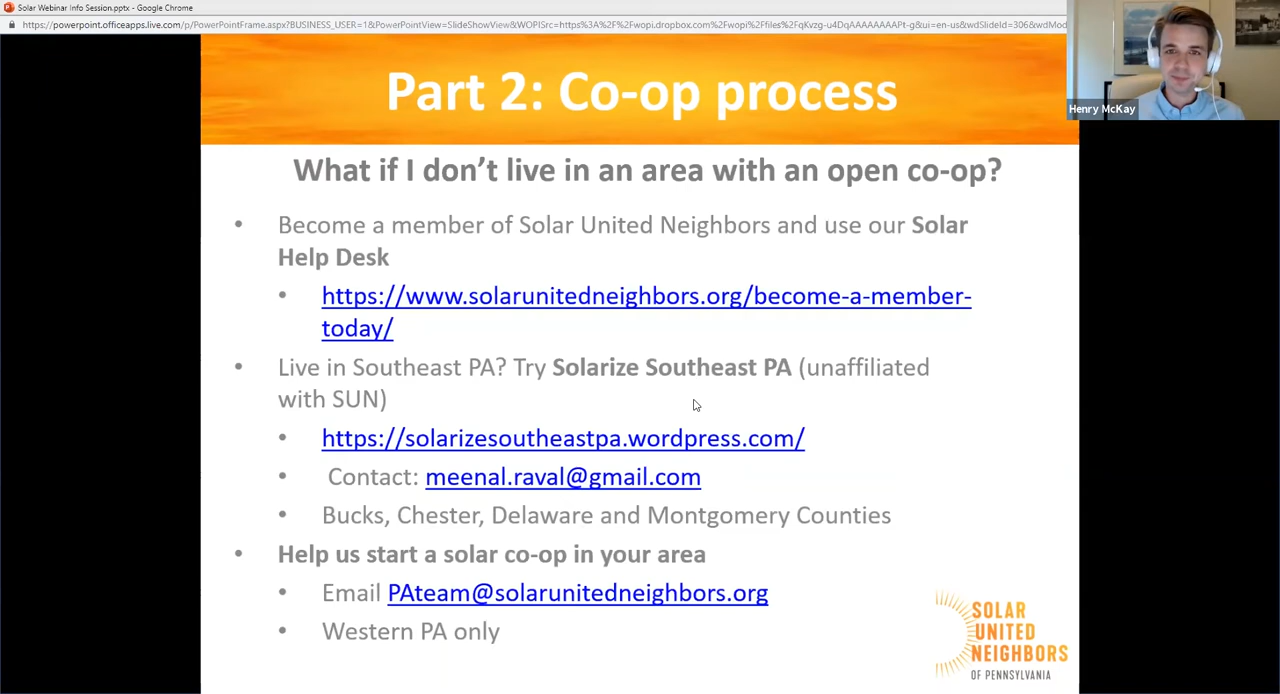 Solar Webinar Info Session.pptx - Google Chrome
https://powerpoint.officeapps.live.com/p/PowerPointFrame.aspx?BUSINESS_USER=1&PowerPointView=SlideShowView&WOPISrc=https%3A%2F%2Fwopi.dropbox.com%2Fwopi%2Ffiles%2FqKvzg-u4DqAAAAAAAAPt-g&ui=en-us&wdSlideId=306&wdMod
Henry McKay
Part 2: Co-op process
What if I don’t live in an area with an open co-op?
• Become a member of Solar United Neighbors and use our Solar
Help Desk
• https://www.solarunitedneighbors.org/become-a-member-
today/
• Live in Southeast PA? Try Solarize Southeast PA (unaffiliated
with SUN)
• https://solarizesoutheastpa.wordpress.com/
• Contact: meenal.raval@gmail.com
• Bucks, Chester, Delaware and Montgomery Counties
• Help us start a solar co-op in your area
• Email PAteam@solarunitedneighbors.org
• Western PA only
SOLAR
UNITED
NEIGHBORS
OF PENNSYLVANIA